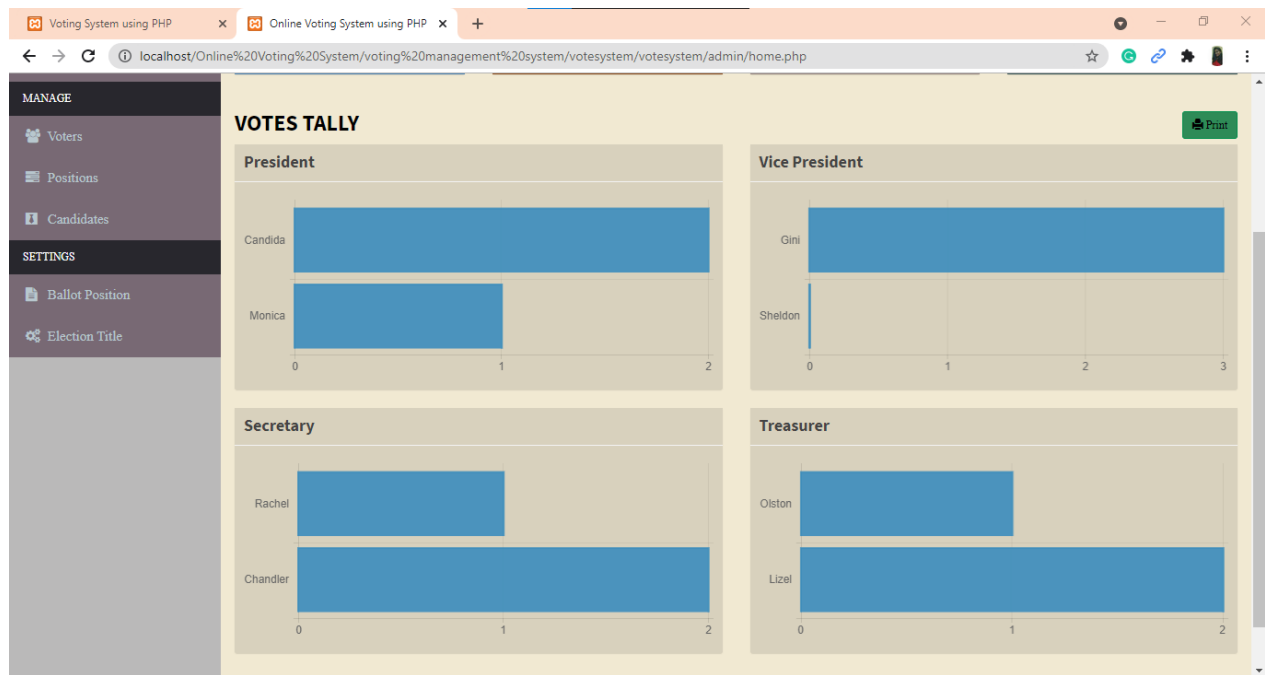 Voting System using PHP
Online Voting System using PHP
localhost/Online%20Voting%20System/voting%20management%20system/votesystem/votesystem/admin/home.php
MANAGE
Voters
Positions
Candidates
SETTINGS
Ballot Position
Election Title
VOTES TALLY
Print
President
Candida
Monica
0 1 2
Vice President
Gini
Sheldon
0 1 2 3
Secretary
Rachel
Chandler
0 1 2
Treasurer
Olston
Lizel
0 1 2